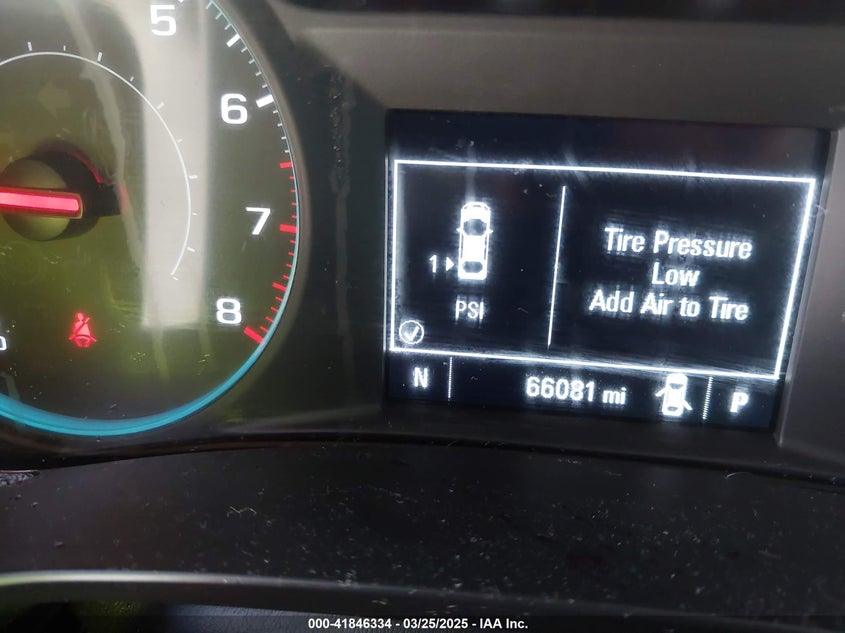 5
6
7
8
1
PSI
Tire Pressure
Low
Add Air to Tire
N
66081 mi
P
000-41846334 - 03/25/2025 - IAA Inc.